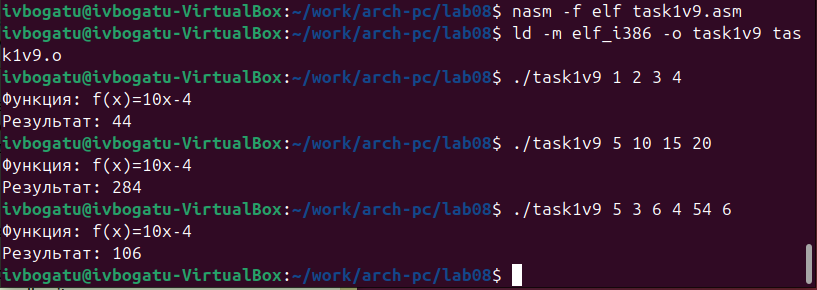 ivbogatu@ivbogatu-VirtualBox:~/work/arch-pc/lab08$ nasm -f elf task1v9.asm
ivbogatu@ivbogatu-VirtualBox:~/work/arch-pc/lab08$ ld -m elf_i386 -o task1v9 tas
k1v9.o
ivbogatu@ivbogatu-VirtualBox:~/work/arch-pc/lab08$ ./task1v9 1 2 3 4
Функция: f(x)=10x-4
Результат: 44
ivbogatu@ivbogatu-VirtualBox:~/work/arch-pc/lab08$ ./task1v9 5 10 15 20
Функция: f(x)=10x-4
Результат: 284
ivbogatu@ivbogatu-VirtualBox:~/work/arch-pc/lab08$ ./task1v9 5 3 6 4 54 6
Функция: f(x)=10x-4
Результат: 106
ivbogatu@ivbogatu-VirtualBox:~/work/arch-pc/lab08$